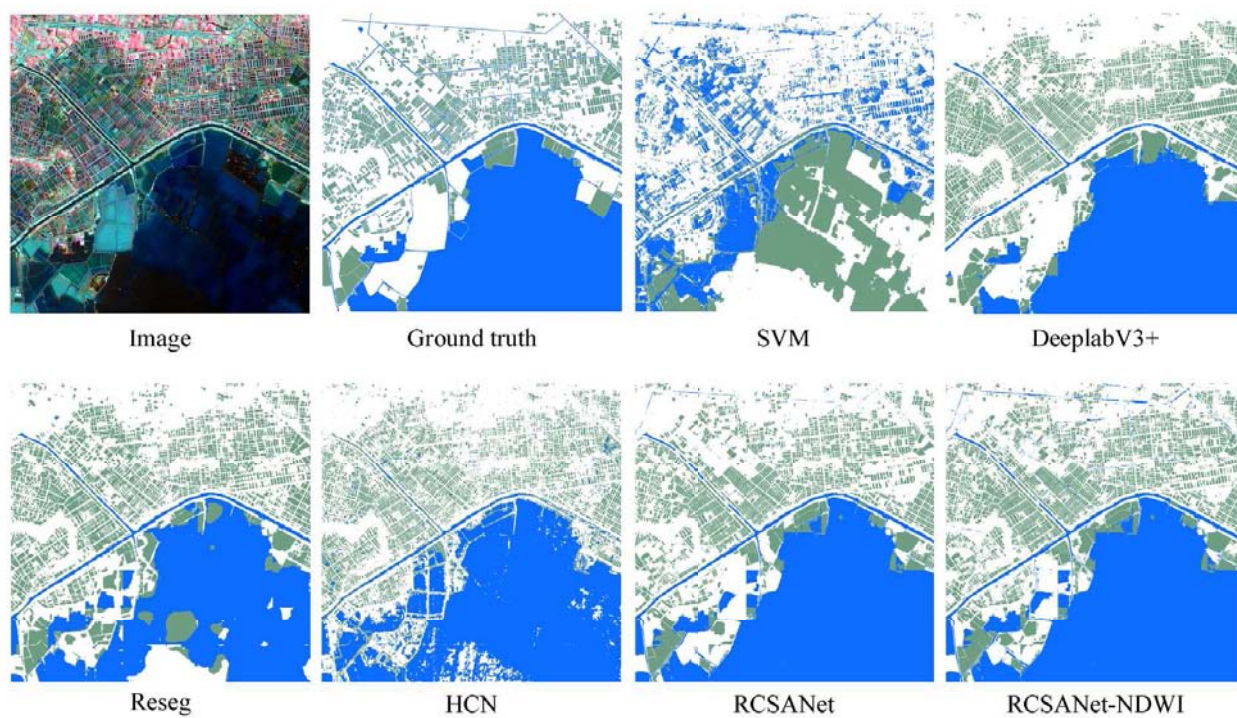 Image
Ground truth
SVM
DeeplabV3+
Reseg
HCN
RCSANet
RCSANet-NDWI